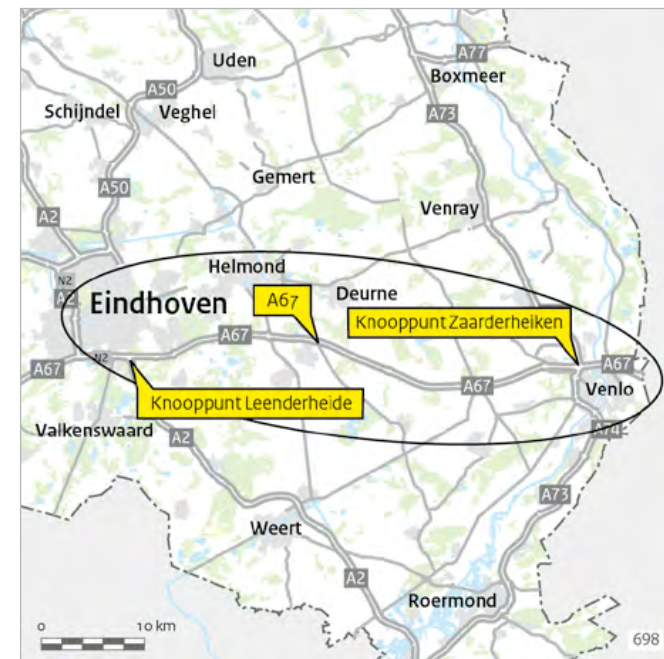 Uden
A77
Boxmeer
A50
Schijndel
Veghel
A73
A50
Gemert
Venray
A2
Helmond
N2
A2
Eindhoven
A67
Deurne
Knooppunt Zaarderheiken
A67
A67
N2
A67
A67
Venlo
Knooppunt Leenderheide
Valkenswaard
A2
A74
A73
Weert
A2
Roermond
0
10 km
698